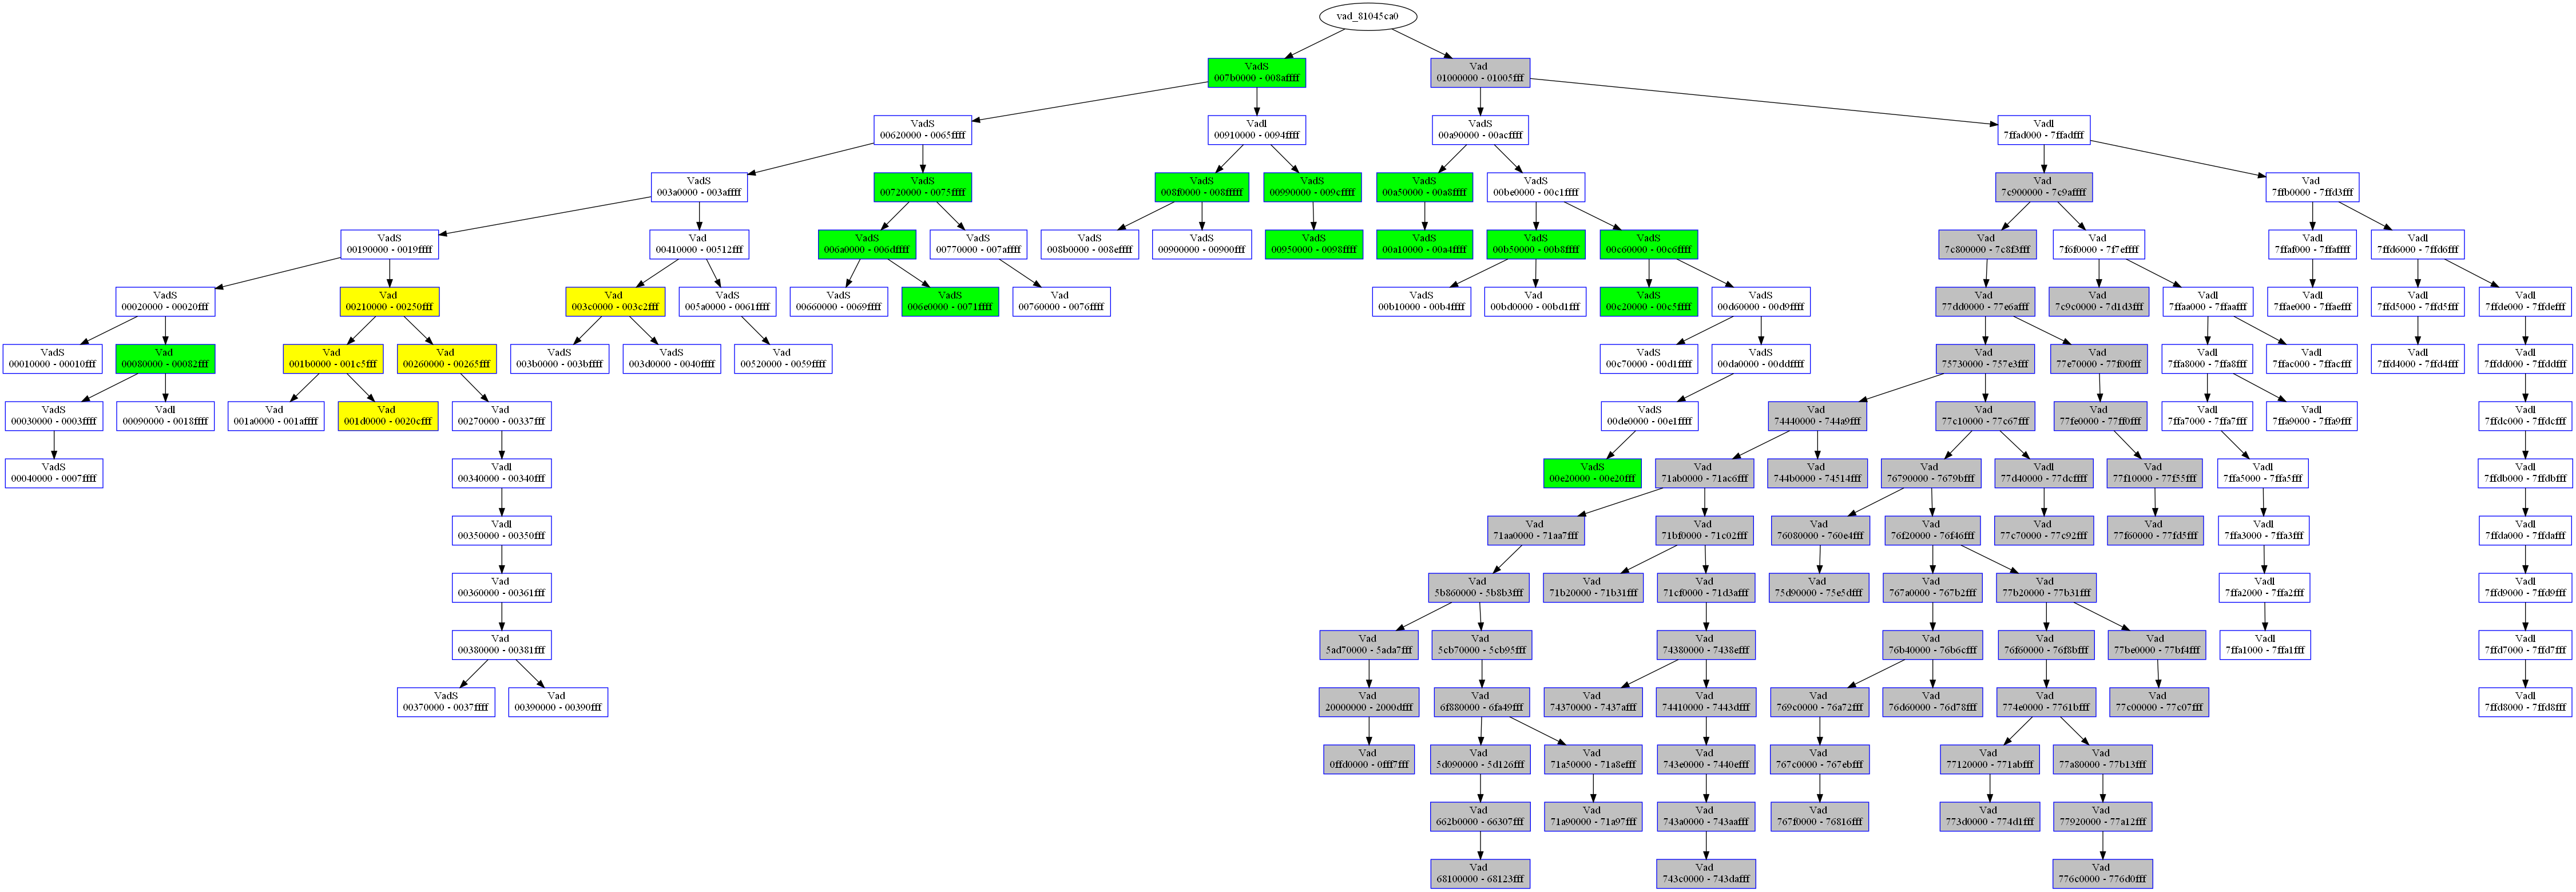 vad_81045ca0
VadS
007b0000 - 008affff
Vad
01000000 - 01005fff
VadS
00620000 - 0065ffff
Vadl
00910000 - 0094ffff
VadS
00a90000 - 00acffff
Vadl
7ffad000 - 7ffadfff
VadS
003a0000 - 003affff
VadS
00720000 - 0075ffff
VadS
008f0000 - 008fffff
VadS
00990000 - 009cffff
VadS
00a50000 - 00a8ffff
VadS
00be0000 - 00c1ffff
Vad
7c900000 - 7c9affff
Vad
7ffb0000 - 7ffd3fff
VadS
00190000 - 0019ffff
Vad
00410000 - 00512fff
VadS
006a0000 - 006dffff
VadS
00770000 - 007affff
VadS
008b0000 - 008effff
VadS
00900000 - 00900fff
VadS
00950000 - 0098ffff
VadS
00a10000 - 00a4ffff
VadS
00b50000 - 00b8ffff
VadS
00c60000 - 00c6ffff
Vad
7c800000 - 7c8f3fff
Vad
7f6f0000 - 7f7effff
Vadl
7ffaf000 - 7ffaffff
Vadl
7ffd6000 - 7ffd6fff
VadS
00020000 - 00020fff
Vad
00210000 - 00250fff
Vad
003c0000 - 003c2fff
VadS
005a0000 - 0061ffff
VadS
00660000 - 0069ffff
VadS
006e0000 - 0071ffff
Vad
00760000 - 0076ffff
VadS
00b10000 - 00b4ffff
Vad
00bd0000 - 00bd1fff
VadS
00c20000 - 00c5ffff
VadS
00d60000 - 00d9ffff
Vad
77dd0000 - 77e6afff
Vad
7c9c0000 - 7d1d3fff
Vadl
7ffaa000 - 7ffaafff
Vadl
7ffae000 - 7ffaefff
Vadl
7ffd5000 - 7ffd5fff
Vadl
7ffde000 - 7ffdefff
VadS
00010000 - 00010fff
Vad
00080000 - 00082fff
Vad
001b0000 - 001c5fff
Vad
00260000 - 00265fff
VadS
003b0000 - 003bffff
VadS
003d0000 - 0040ffff
Vad
00520000 - 0059ffff
VadS
00c70000 - 00d1ffff
VadS
00da0000 - 00ddffff
Vad
75730000 - 757e3fff
Vad
77e70000 - 77f00fff
Vadl
7ffa8000 - 7ffa8fff
Vadl
7ffac000 - 7ffacfff
Vadl
7ffd4000 - 7ffd4fff
Vadl
7ffdd000 - 7ffddfff
VadS
00030000 - 0003ffff
Vadl
00090000 - 0018ffff
Vad
001a0000 - 001affff
Vad
001d0000 - 0020cfff
Vad
00270000 - 00337fff
VadS
00de0000 - 00e1ffff
Vad
74440000 - 744a9fff
Vad
77c10000 - 77c67fff
Vad
77fe0000 - 77ff0fff
Vadl
7ffa7000 - 7ffa7fff
Vadl
7ffa9000 - 7ffa9fff
Vadl
7ffdc000 - 7ffdcfff
VadS
00040000 - 0007ffff
Vadl
00340000 - 00340fff
VadS
00e20000 - 00e20fff
Vad
71ab0000 - 71ac6fff
Vad
744b0000 - 74514fff
Vad
76790000 - 7679bfff
Vadl
77d40000 - 77dcffff
Vad
77f10000 - 77f55fff
Vadl
7ffa5000 - 7ffa5fff
Vadl
7ffdb000 - 7ffdbfff
Vadl
00350000 - 00350fff
Vad
71aa0000 - 71aa7fff
Vad
71bf0000 - 71c02fff
Vad
76080000 - 760e4fff
Vad
76f20000 - 76f46fff
Vad
77c70000 - 77c92fff
Vad
77f60000 - 77fd5fff
Vadl
7ffa3000 - 7ffa3fff
Vadl
7ffda000 - 7ffdafff
Vad
00360000 - 00361fff
Vad
5b860000 - 5b8b3fff
Vad
71b20000 - 71b31fff
Vad
71cf0000 - 71d3afff
Vad
75d90000 - 75e5dfff
Vad
767a0000 - 767b2fff
Vad
77b20000 - 77b31fff
Vadl
7ffa2000 - 7ffa2fff
Vadl
7ffd9000 - 7ffd9fff
Vad
00380000 - 00381fff
Vad
5ad70000 - 5ada7fff
Vad
5cb70000 - 5cb95fff
Vad
74380000 - 7438efff
Vad
76b40000 - 76b6cfff
Vad
76f60000 - 76f8bfff
Vad
77be0000 - 77bf4fff
Vadl
7ffa1000 - 7ffa1fff
Vadl
7ffd7000 - 7ffd7fff
VadS
00370000 - 0037ffff
Vad
00390000 - 00390fff
Vad
20000000 - 2000dfff
Vad
6f880000 - 6fa49fff
Vad
74370000 - 7437afff
Vad
74410000 - 7443dfff
Vad
769c0000 - 76a72fff
Vad
76d60000 - 76d78fff
Vad
774e0000 - 7761bfff
Vad
77c00000 - 77c07fff
Vadl
7ffd8000 - 7ffd8fff
Vad
0ffd0000 - 0fff7fff
Vad
5d090000 - 5d126fff
Vad
71a50000 - 71a8efff
Vad
743e0000 - 7440efff
Vad
767c0000 - 767ebfff
Vad
77120000 - 771abfff
Vad
77a80000 - 77b13fff
Vad
662b0000 - 66307fff
Vad
71a90000 - 71a97fff
Vad
743a0000 - 743aafff
Vad
767f0000 - 76816fff
Vad
773d0000 - 774d1fff
Vad
77920000 - 77a12fff
Vad
68100000 - 68123fff
Vad
743c0000 - 743dafff
Vad
776c0000 - 776d0fff